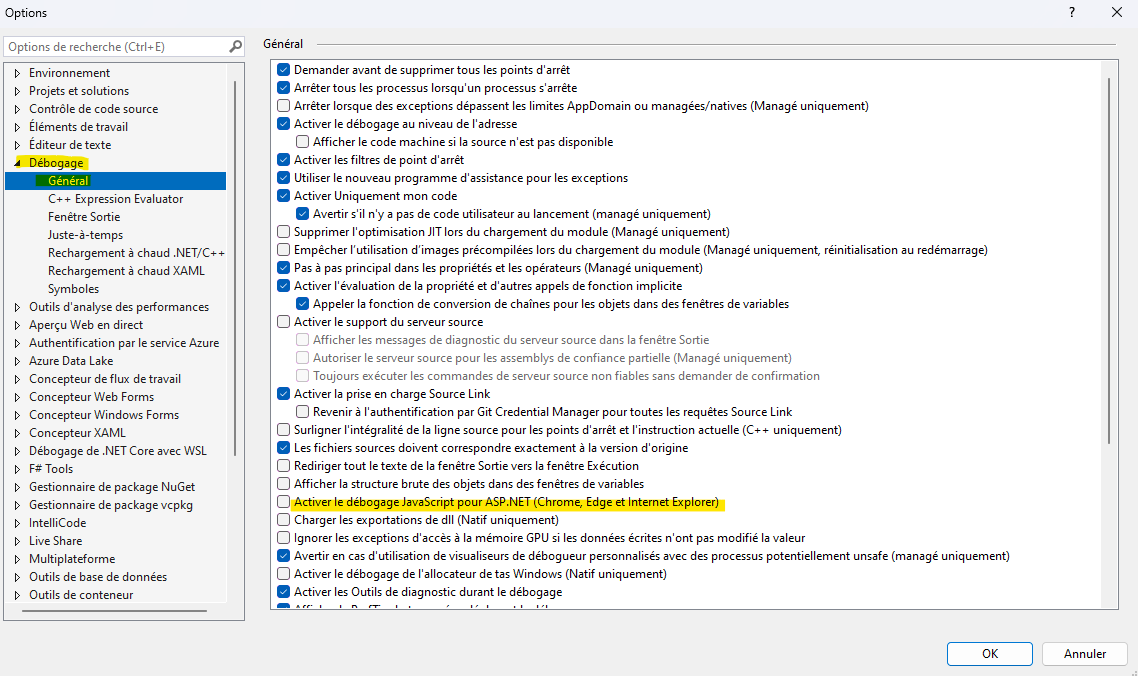 Options
?
Options de recherche (Ctrl+E)
Environnement
Projets et solutions
Contrôle de code source
Éléments de travail
Éditeur de texte
Débogage
Général
C++ Expression Evaluator
Fenêtre Sortie
Juste-à-temps
Rechargement à chaud .NET/C++
Rechargement à chaud XAML
Symboles
Outils d'analyse des performances
Aperçu Web en direct
Authentification par le service Azure
Azure Data Lake
Concepteur de flux de travail
Concepteur Web Forms
Concepteur Windows Forms
Concepteur XAML
Débogage de .NET Core avec WSL
F# Tools
Gestionnaire de package NuGet
Gestionnaire de package vcpkg
IntelliCode
Live Share
Multiplateforme
Outils de base de données
Outils de conteneur
Général
Demander avant de supprimer tous les points d'arrêt
Arrêter tous les processus lorsqu'un processus s'arrête
Arrêter lorsque des exceptions dépassent les limites AppDomain ou managées/natives (Managé uniquement)
Activer le débogage au niveau de l'adresse
Afficher le code machine si la source n'est pas disponible
Activer les filtres de point d'arrêt
Utiliser le nouveau programme d'assistance pour les exceptions
Activer Uniquement mon code
Avertir s'il n'y a pas de code utilisateur au lancement (managé uniquement)
Supprimer l'optimisation JIT lors du chargement du module (Managé uniquement)
Empêcher l'utilisation d'images précompilées lors du chargement du module (Managé uniquement, réinitialisation au redémarrage)
Pas à pas principal dans les propriétés et les opérateurs (Managé uniquement)
Activer l'évaluation de la propriété et d'autres appels de fonction implicite
Appeler la fonction de conversion de chaînes pour les objets dans des fenêtres de variables
Activer le support du serveur source
Afficher les messages de diagnostic du serveur source dans la fenêtre Sortie
Autoriser le serveur source pour les assemblys de confiance partielle (Managé uniquement)
Toujours exécuter les commandes de serveur source non fiables sans demander de confirmation
Activer la prise en charge Source Link
Revenir à l'authentification par Git Credential Manager pour toutes les requêtes Source Link
Surligner l'intégralité de la ligne source pour les points d'arrêt et l'instruction actuelle (C++ uniquement)
Les fichiers sources doivent correspondre exactement à la version d'origine
Rediriger tout le texte de la fenêtre Sortie vers la fenêtre Exécution
Afficher la structure brute des objets dans des fenêtres de variables
Activer le débogage JavaScript pour ASP.NET (Chrome, Edge et Internet Explorer)
Charger les exportations de dll (Natif uniquement)
Ignorer les exceptions d'accès à la mémoire GPU si les données écrites n'ont pas modifié la valeur
Avertir en cas d'utilisation de visualiseurs de débogueur personnalisés avec des processus potentiellement unsafe (managé uniquement)
Activer le débogage de l'allocateur de tas Windows (Natif uniquement)
Activer les Outils de diagnostic durant le débogage
OK
Annuler